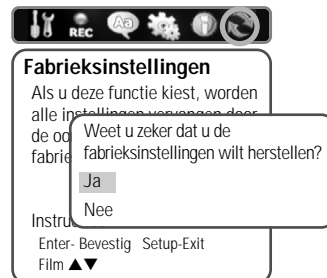 REC
Aa
Fabrieksinstellingen
Als u deze functie kiest, worden
alle instellingen vervangen door
de oo
fabrie
Weet u zeker dat u de
fabrieksinstellingen wilt herstellen?
Ja
Nee
Instru
Enter- Bevestig Setup-Exit
Film ▲▼